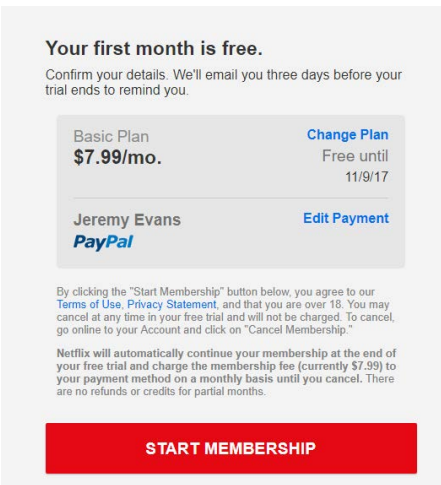 Your first month is free.
Confirm your details. We'll email you three days before your
trial ends to remind you.
Basic Plan
Change Plan
$7.99/mo.
Free until
11/9/17
Jeremy Evans
Edit Payment
PayPal
By clicking the "Start Membership" button below, you agree to our
Terms of Use, Privacy Statement, and that you are over 18. You may
cancel at any time in your free trial and will not be charged. To cancel,
go online to your Account and click on "Cancel Membership."
Netflix will automatically continue your membership at the end of
your free trial and charge the membership fee (currently $7.99) to
your payment method on a monthly basis until you cancel. There
are no refunds or credits for partial months.
START MEMBERSHIP